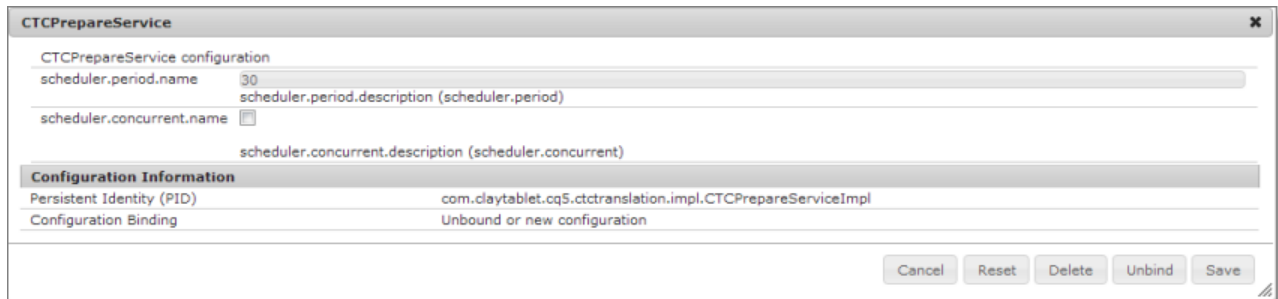 CTCPrepareService
CTCPrepareService configuration
scheduler.period.name 30
scheduler.period.description (scheduler.period)
scheduler.concurrent.name
scheduler.concurrent.description (scheduler.concurrent)
Configuration Information
Persistent Identity (PID) com.claytablet.cq5.ctctranslation.impl.CTCPrepareServiceImpl
Configuration Binding Unbound or new configuration
Cancel Reset Delete Unbind Save